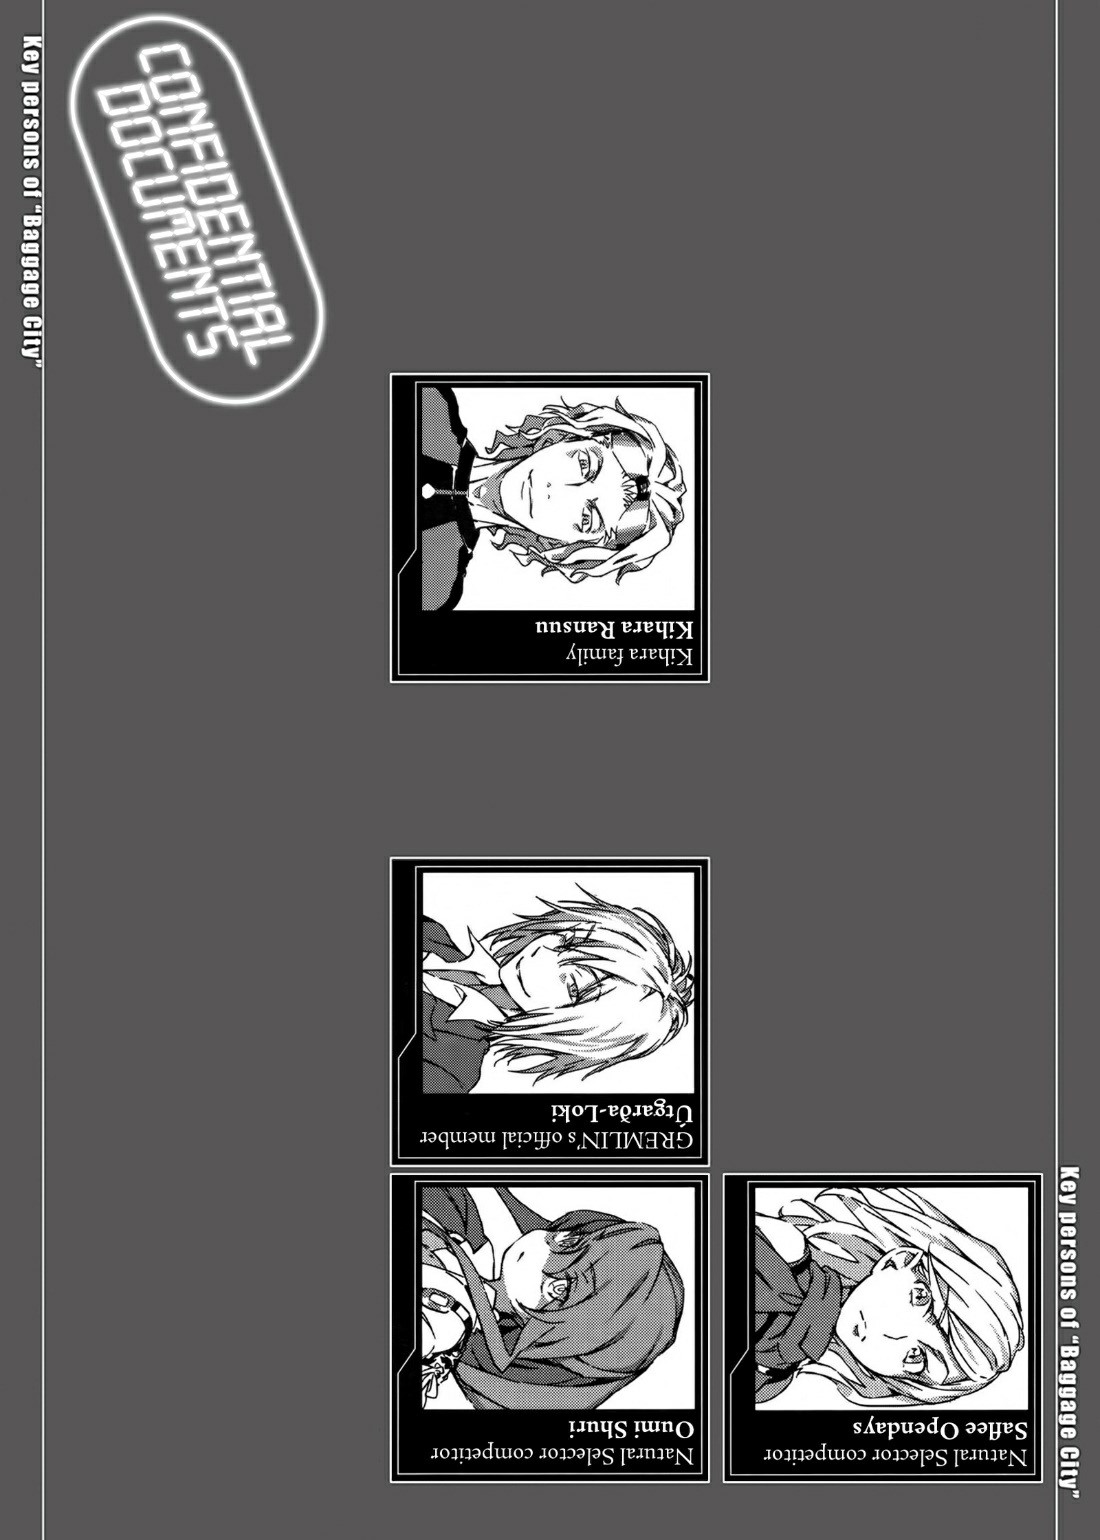 Key persons of "Baggage City"
CONFIDENTIAL
DOCUMENTS
Kihara Ransuu
Kihara family
Útgarða-Loki
GREMLIN's official member
Oumi Shuri
Natural Selector competitor
Saflee Opendays
Natural Selector competitor
Key persons of "Baggage City"